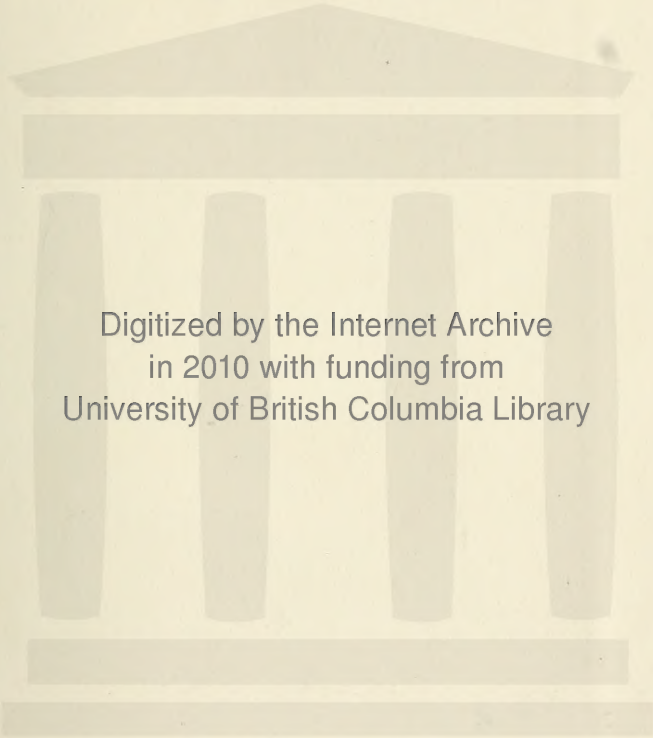 Digitized by the Internet Archive
in 2010 with funding from
University of British Columbia Library